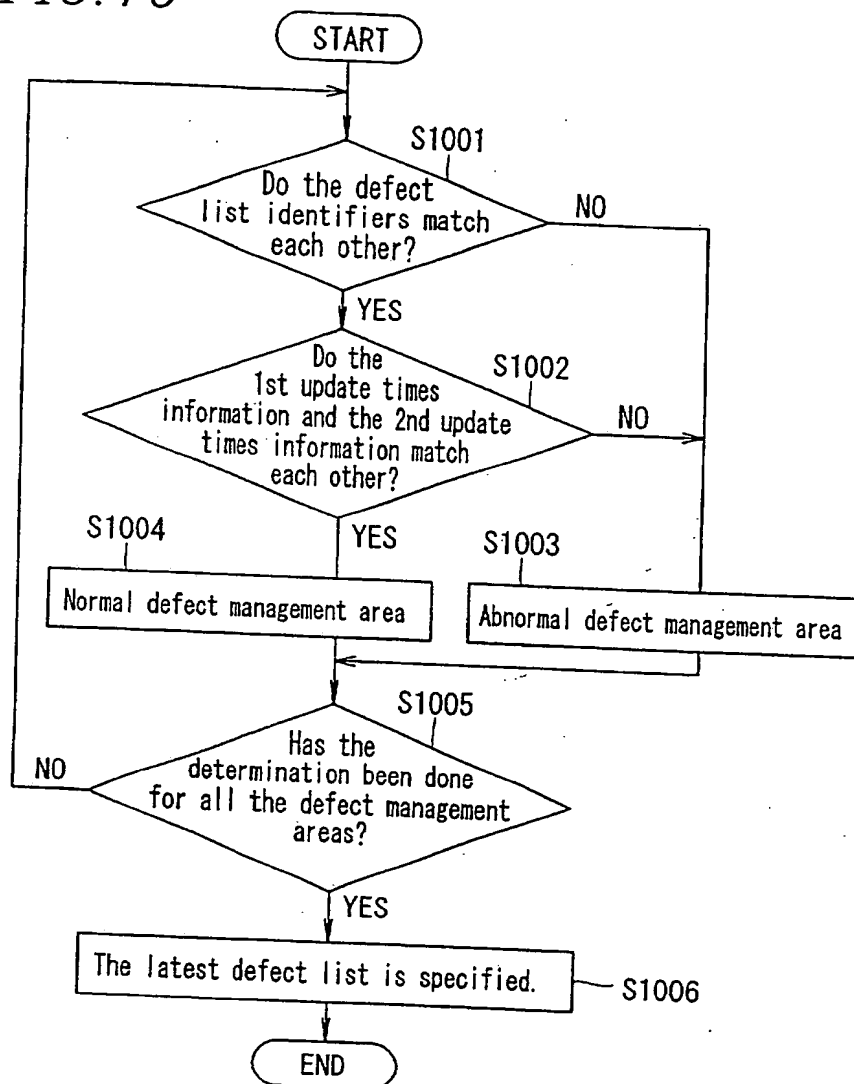 START
S1001
Do the defect
list identifiers match
each other?
NO
YES
Do the
1st update times
information and the 2nd update
times information match
each other?
S1002
NO
YES
S1004
Normal defect management area
S1003
Abnormal defect management area
S1005
Has the
determination been done
for all the defect management
areas?
NO
YES
The latest defect list is specified.
S1006
END